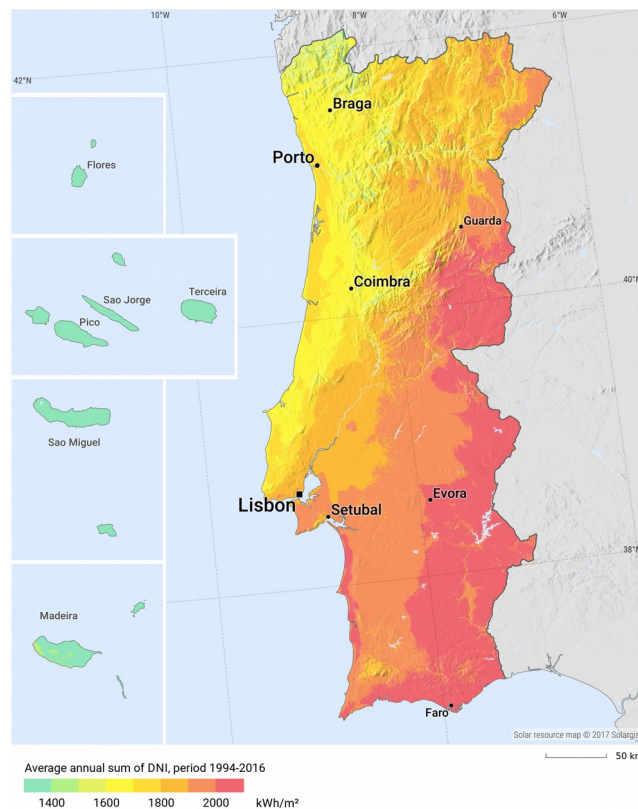 10°W
8°W
6°W
42°N
Braga
Flores
Porto
Guarda
Coimbra
40°N
Terceira
Sao Jorge
Pico
Sao Miguel
Evora
Lisbon
Setubal
38°N
Madeira
Faro
Solar resource map © 2017 Solargis
50 km
Average annual sum of DNI, period 1994-2016
1400 1600 1800 2000 kWh/m²